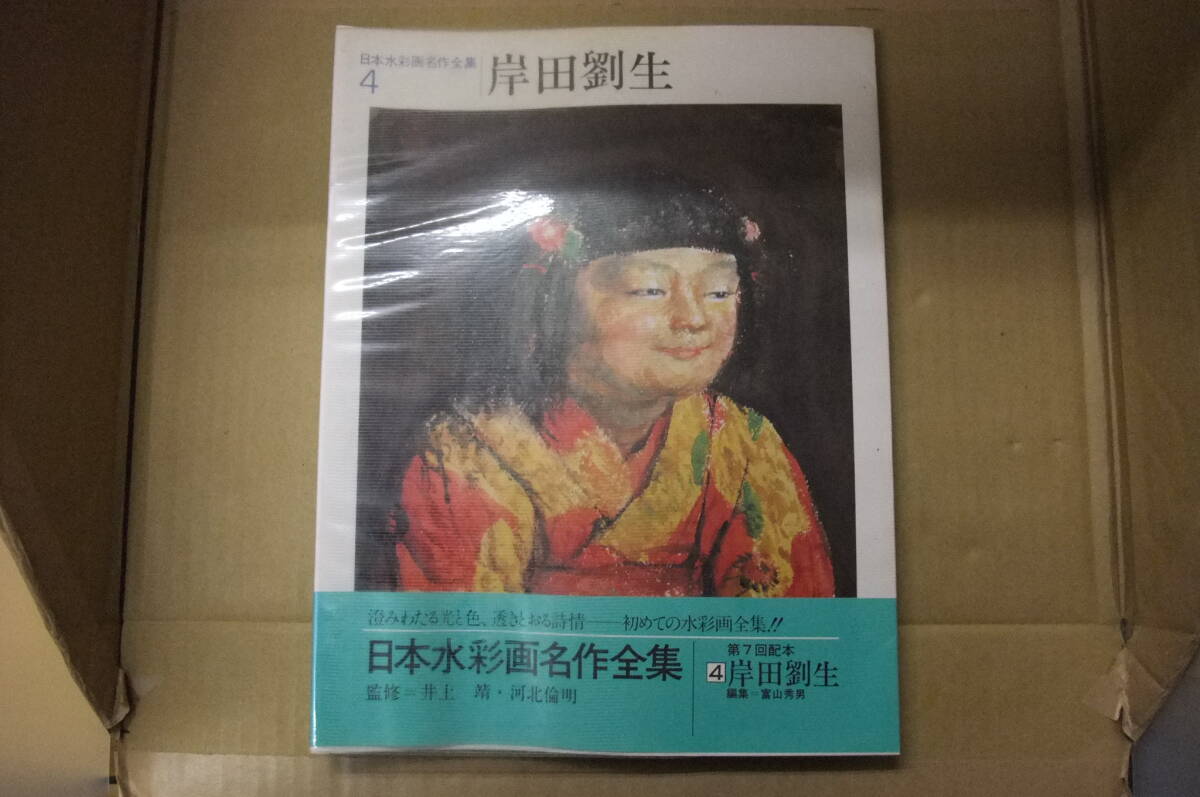 日本水彩画名作全集
4
岸田劉生
澄みわたる光と色、透きとおる詩情――初めての水彩画全集!!
日本水彩画名作全集
監修＝井上 靖・河北倫明
第7回配本
4 岸田劉生
編集＝富山秀男